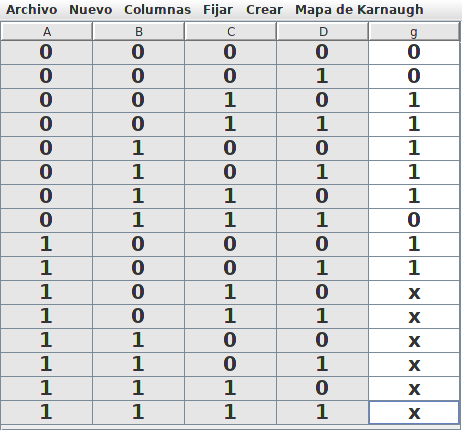 Archivo Nuevo Columnas Fijar Crear Mapa de Karnaugh
A B C D g
0 0 0 0 0
0 0 0 1 0
0 0 1 0 1
0 0 1 1 1
0 1 0 0 1
0 1 0 1 1
0 1 1 0 1
0 1 1 1 0
1 0 0 0 1
1 0 0 1 1
1 0 1 0 x
1 0 1 1 x
1 1 0 0 x
1 1 0 1 x
1 1 1 0 x
1 1 1 1 x